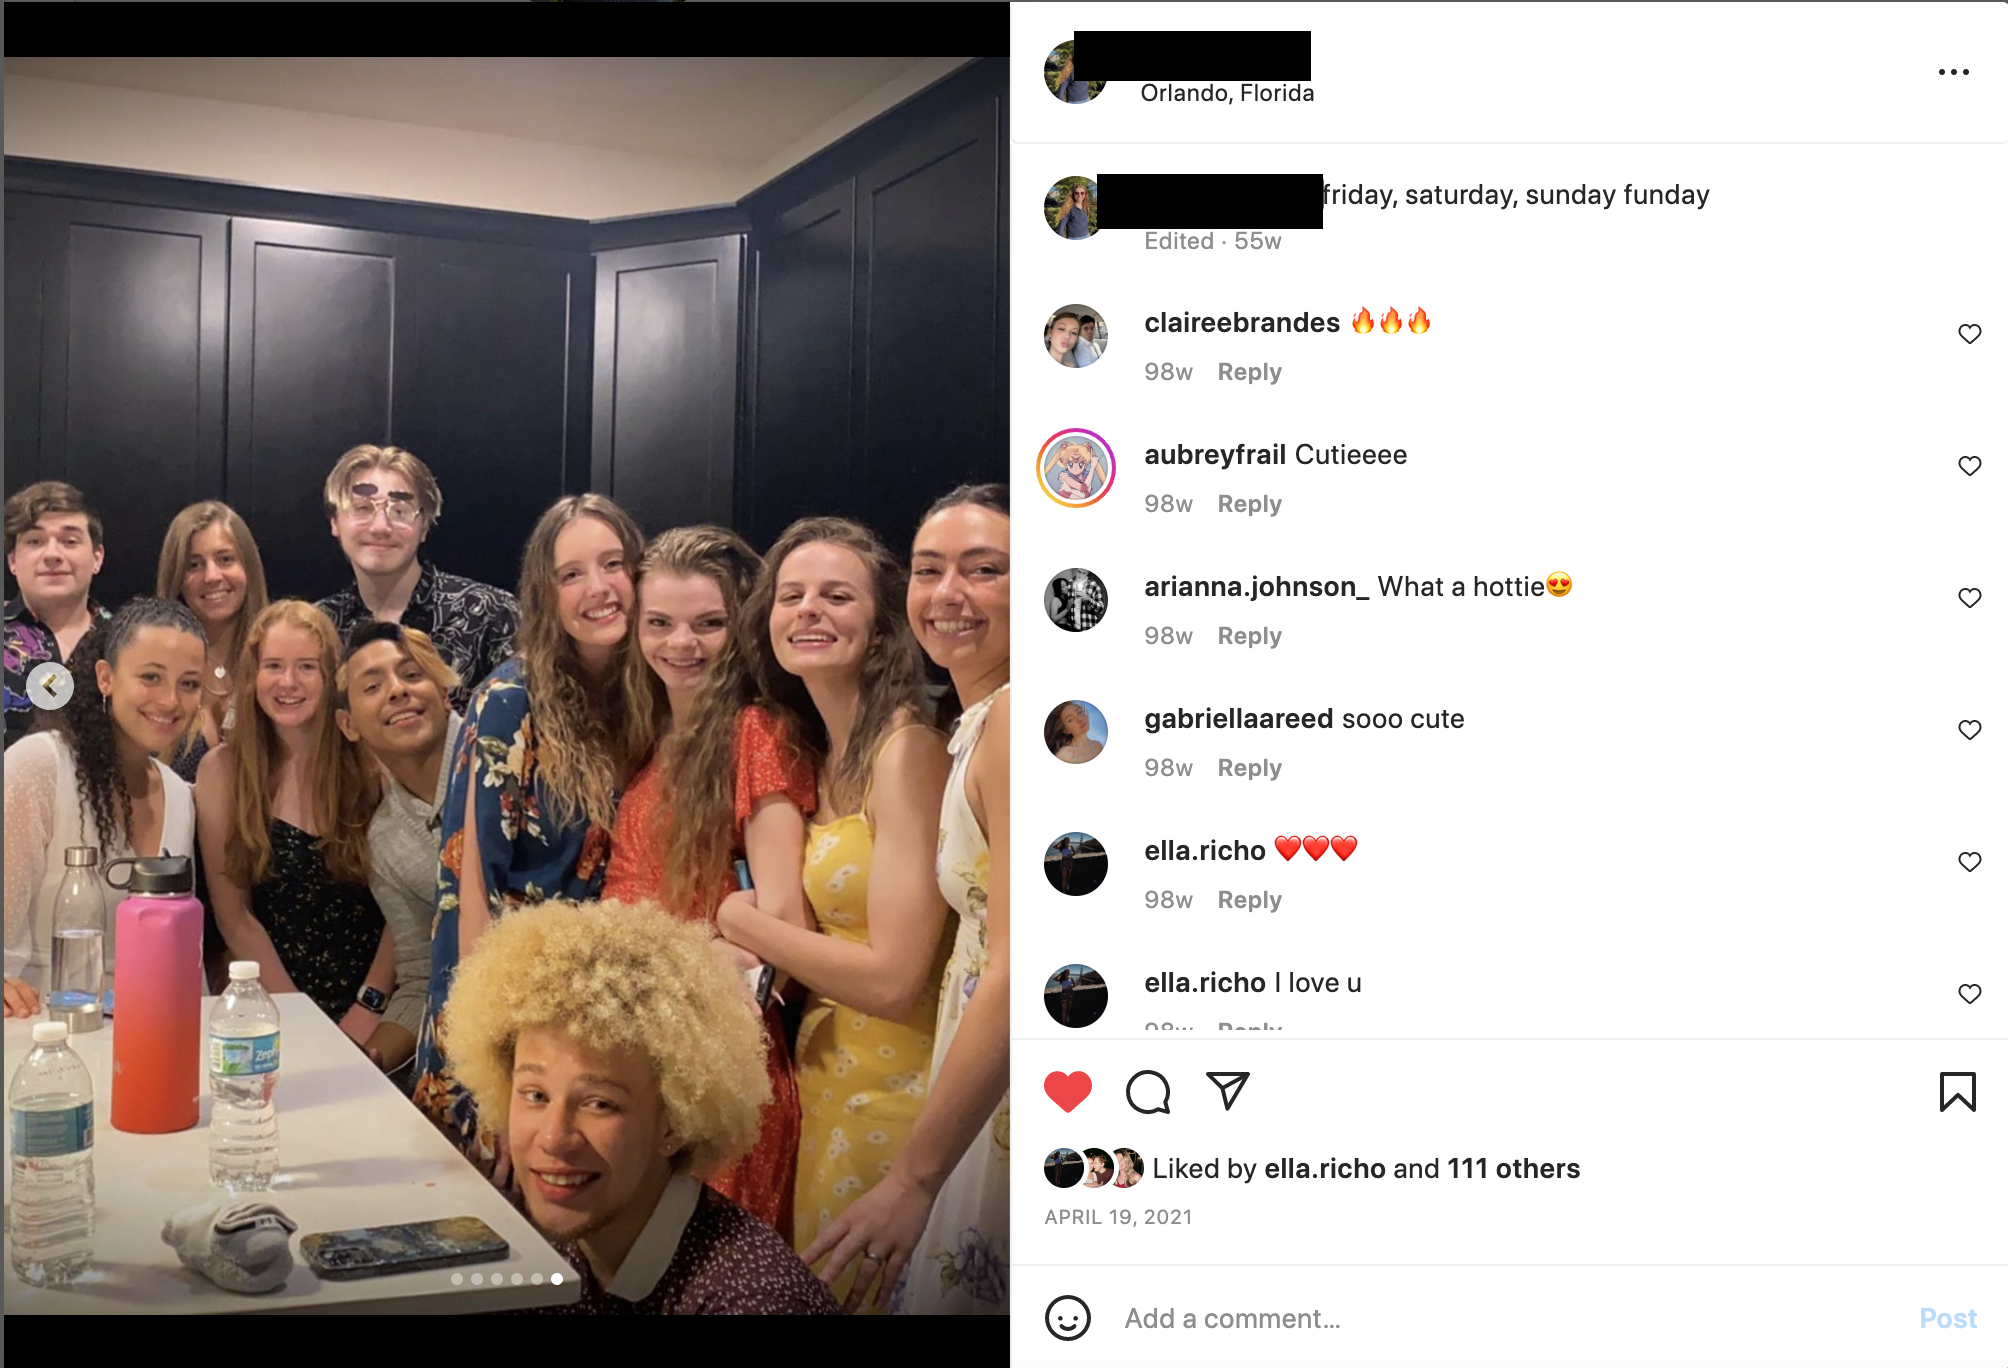 Orlando, Florida
friday, saturday, sunday funday
Edited · 55w
claireebrandes 🔥🔥🔥
98w Reply
aubreyfrail Cutieeee
98w Reply
arianna.johnson_ What a hottie😍
98w Reply
gabriellaareed sooo cute
98w Reply
ella.richo ❤️❤️❤️
98w Reply
ella.richo I love u
98w Reply
Liked by ella.richo and 111 others
APRIL 19, 2021
Add a comment...
Post